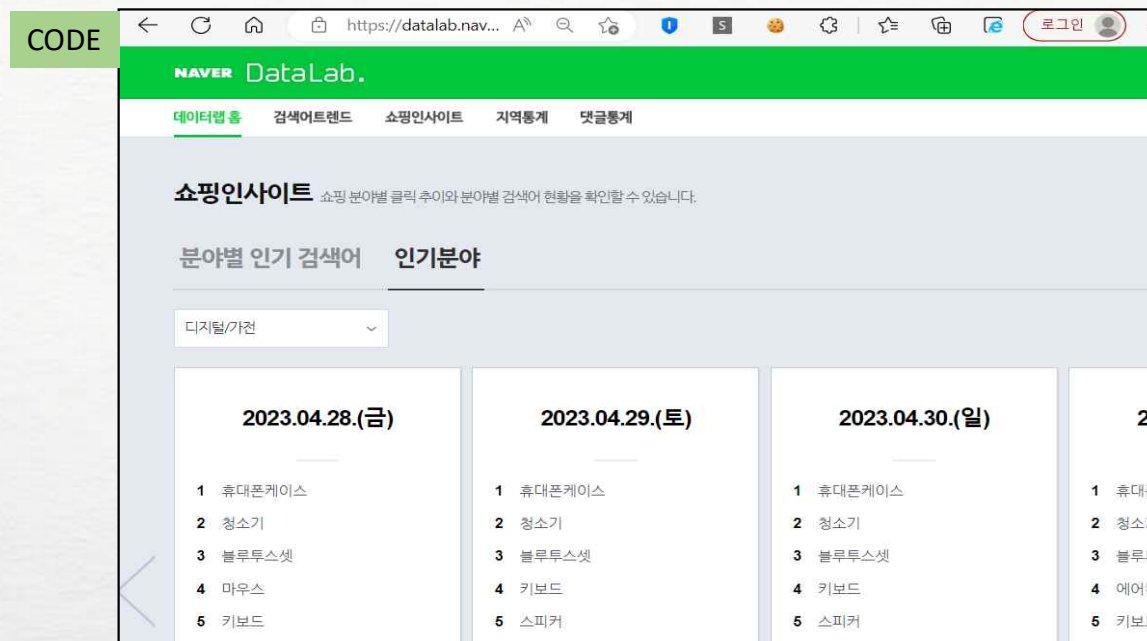 CODE
https://datalab.nav...
로그인
NAVER DataLab.
데이터랩 홈 검색어트렌드 쇼핑인사이트 지역통계 댓글통계
쇼핑인사이트 쇼핑 분야별 클릭 추이와 분야별 검색어 현황을 확인할 수 있습니다.
분야별 인기 검색어 인기분야
디지털/가전
2023.04.28.(금)
1 휴대폰케이스
2 청소기
3 블루투스셋
4 마우스
5 키보드
2023.04.29.(토)
1 휴대폰케이스
2 청소기
3 블루투스셋
4 키보드
5 스피커
2023.04.30.(일)
1 휴대폰케이스
2 청소기
3 블루투스셋
4 키보드
5 스피커
2
1
2
3
4
5